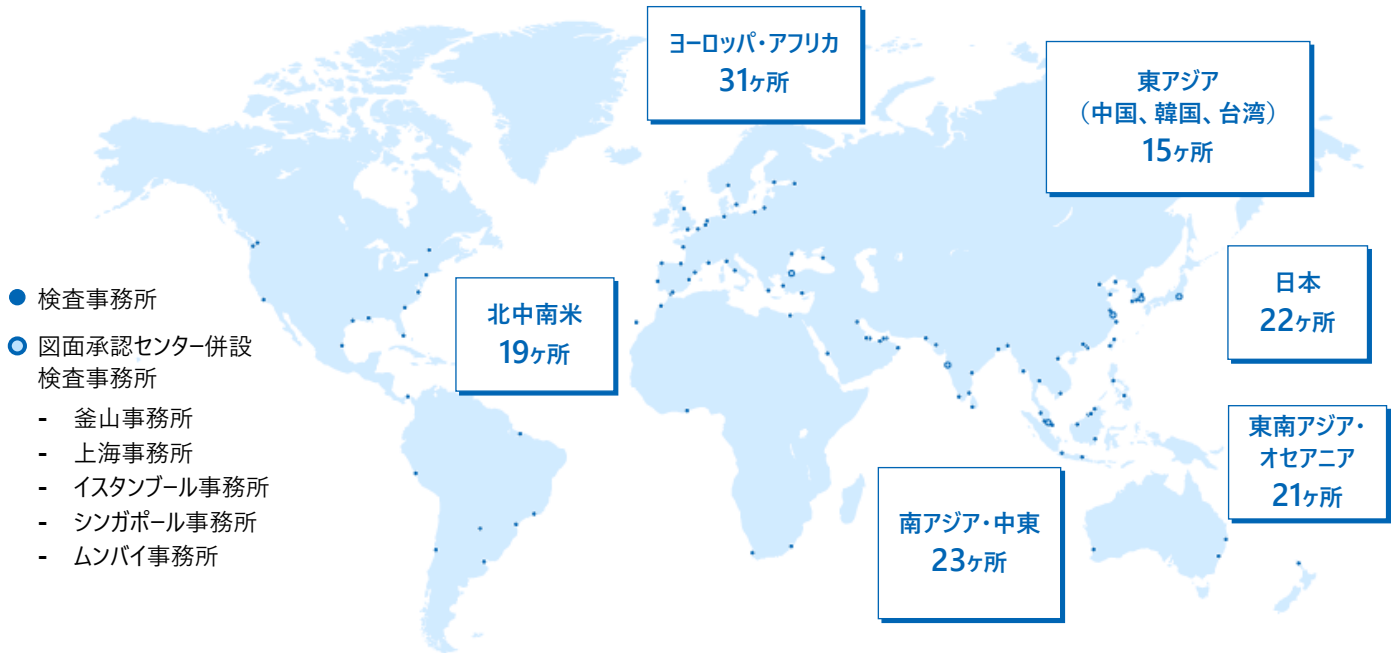 ヨーロッパ・アフリカ
31ヶ所
東アジア
（中国、韓国、台湾）
15ヶ所
日本
22ヶ所
北中南米
19ヶ所
東南アジア・
オセアニア
21ヶ所
南アジア・中東
23ヶ所
検査事務所
図面承認センター併設
検査事務所
- 釜山事務所
- 上海事務所
- イスタンブール事務所
- シンガポール事務所
- ムンバイ事務所